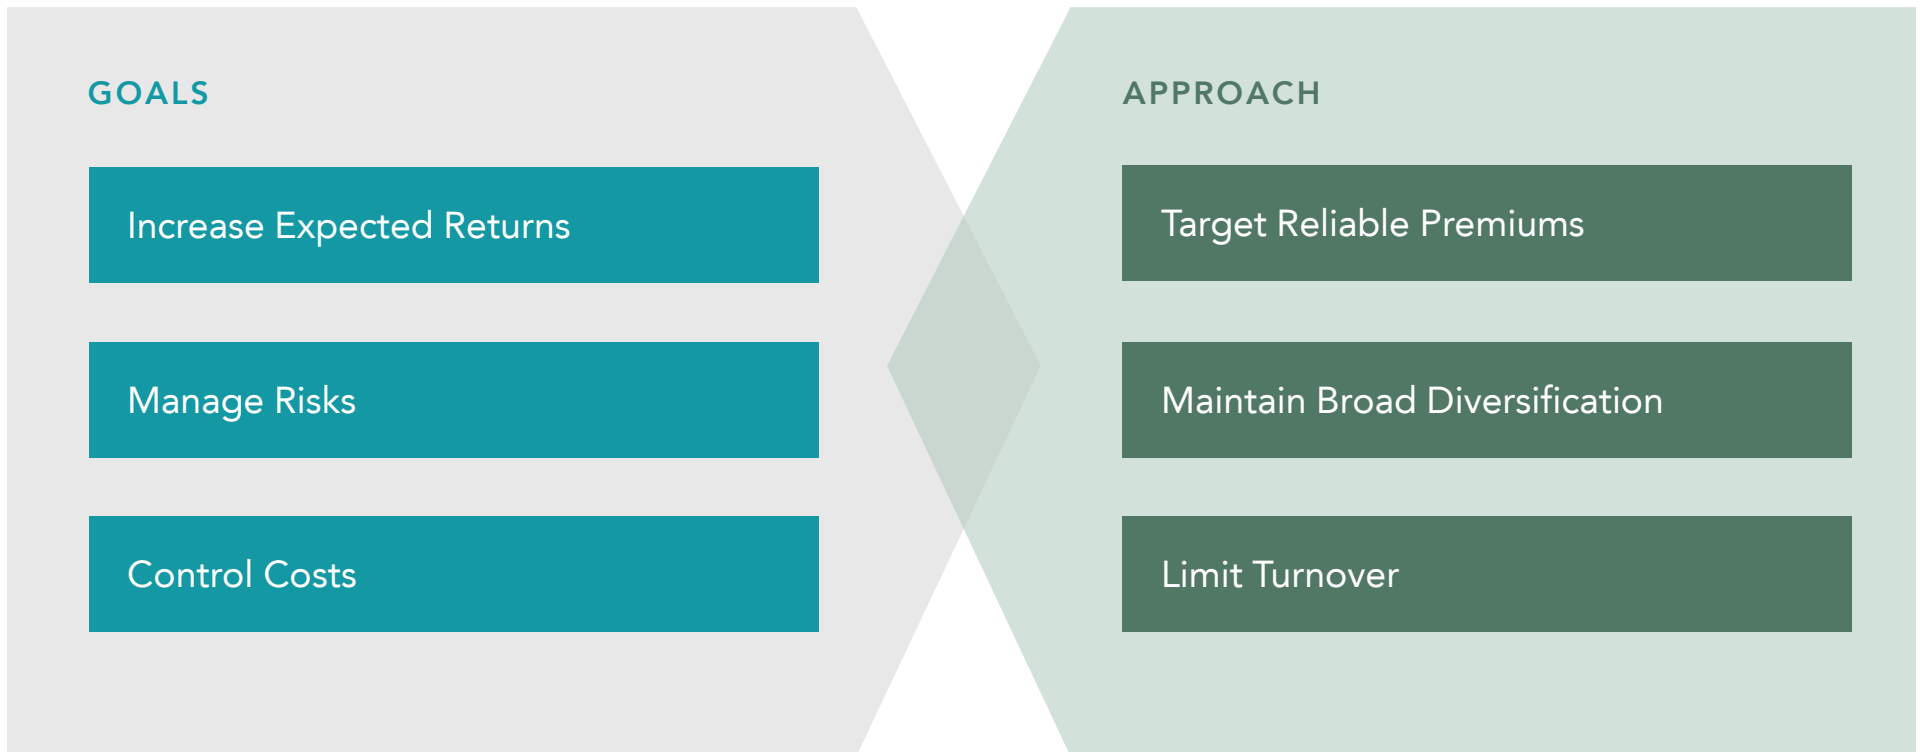 GOALS
Increase Expected Returns
Manage Risks
Control Costs
APPROACH
Target Reliable Premiums
Maintain Broad Diversification
Limit Turnover